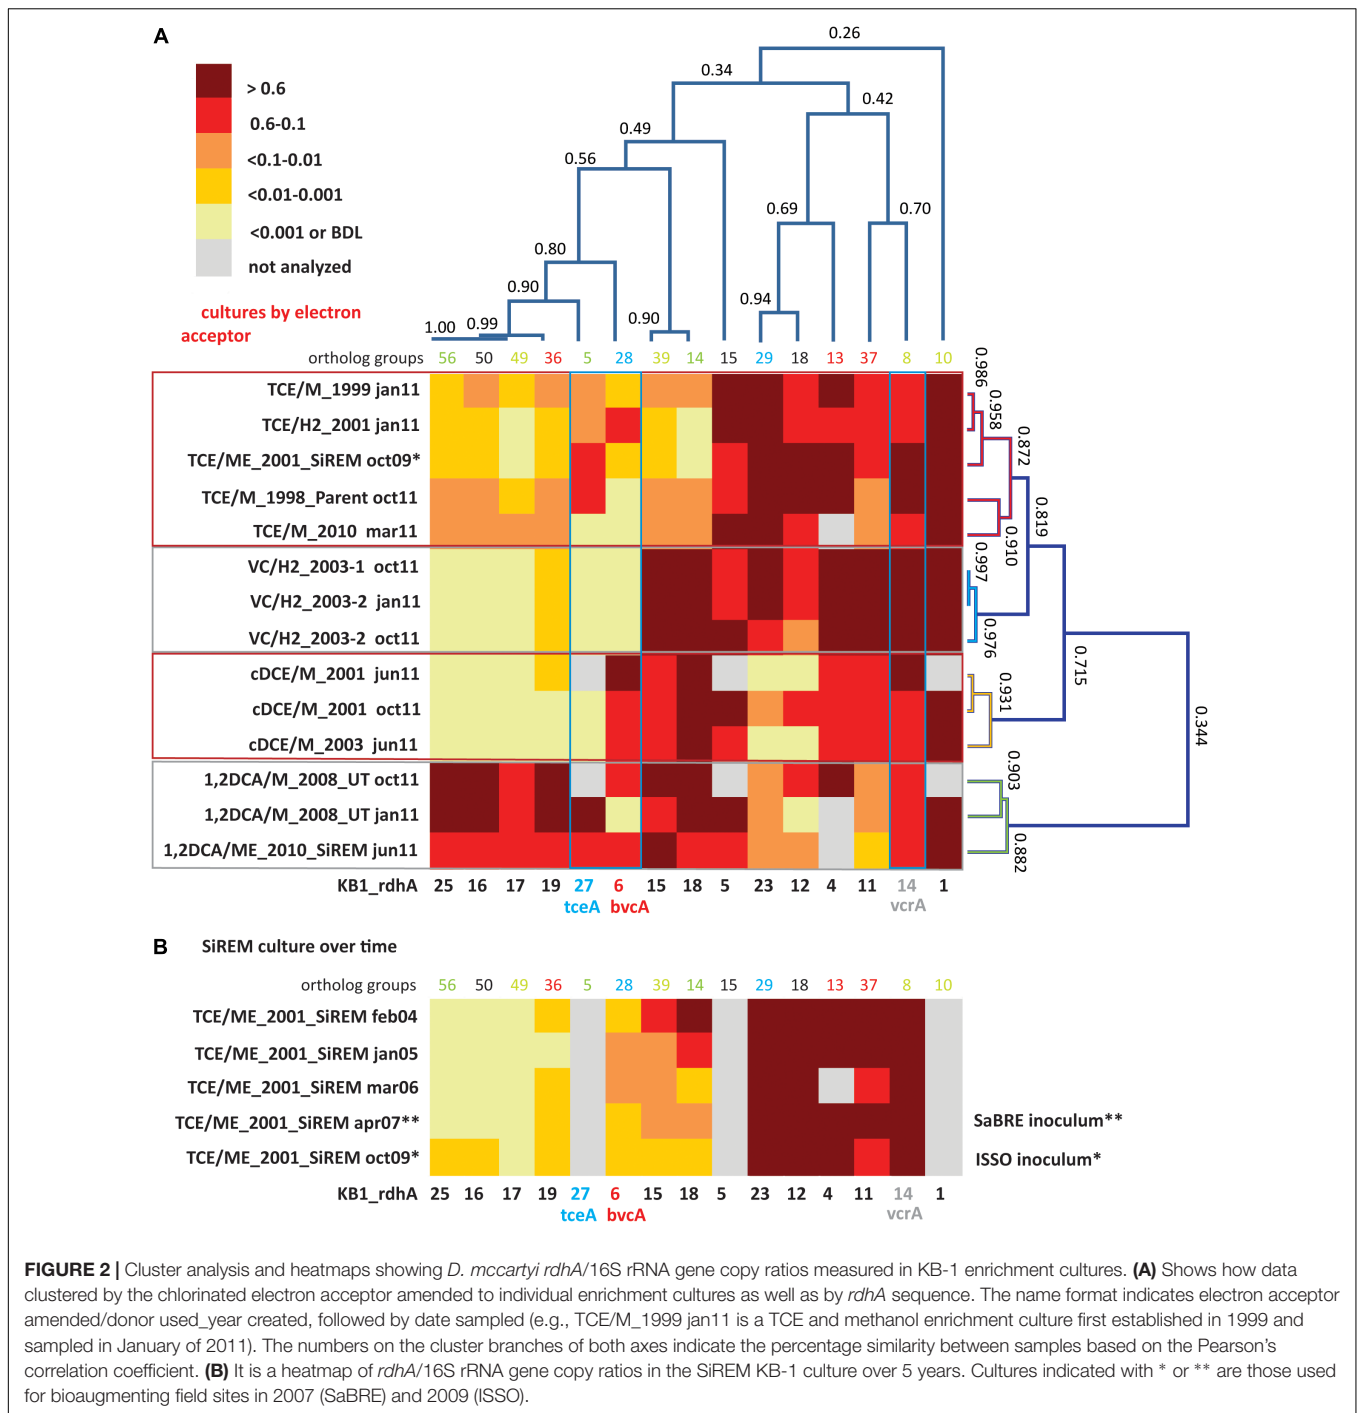 A
> 0.6
0.6-0.1
<0.1-0.01
<0.01-0.001
<0.001 or BDL
not analyzed
cultures by electron
acceptor
0.26
0.34
0.42
0.49
0.56
0.69
0.70
0.80
0.90
0.94
0.90
1.00
0.99
ortholog groups 56 50 49 36 5 28 39 14 15 29 18 13 37 8 10
TCE/M_1999 jan11
TCE/H2_2001 jan11
TCE/ME_2001_SiREM oct09*
TCE/M_1998_Parent oct11
TCE/M_2010 mar11
VC/H2_2003-1 oct11
VC/H2_2003-2 jan11
VC/H2_2003-2 oct11
cDCE/M_2001 jun11
cDCE/M_2001 oct11
cDCE/M_2003 jun11
1,2DCA/M_2008_UT oct11
1,2DCA/M_2008_UT jan11
1,2DCA/ME_2010_SiREM jun11
0.986
0.958
0.872
0.819
0.910
0.997
0.976
0.715
0.931
0.344
0.903
0.882
KB1_rdhA 25 16 17 19 27 6 15 18 5 23 12 4 11 14 1
tceA bvcA vcrA
B SiREM culture over time
ortholog groups 56 50 49 36 5 28 39 14 15 29 18 13 37 8 10
TCE/ME_2001_SiREM feb04
TCE/ME_2001_SiREM jan05
TCE/ME_2001_SiREM mar06
TCE/ME_2001_SiREM apr07** SaBRE inoculum**
TCE/ME_2001_SiREM oct09* ISSO inoculum*
KB1_rdhA 25 16 17 19 27 6 15 18 5 23 12 4 11 14 1
tceA bvcA vcrA
FIGURE 2 | Cluster analysis and heatmaps showing D. mccartyi rdhA/16S rRNA gene copy ratios measured in KB-1 enrichment cultures. (A) Shows how data
clustered by the chlorinated electron acceptor amended to individual enrichment cultures as well as by rdhA sequence. The name format indicates electron acceptor
amended/donor used_year created, followed by date sampled (e.g., TCE/M_1999 jan11 is a TCE and methanol enrichment culture first established in 1999 and
sampled in January of 2011). The numbers on the cluster branches of both axes indicate the percentage similarity between samples based on the Pearson's
correlation coefficient. (B) It is a heatmap of rdhA/16S rRNA gene copy ratios in the SiREM KB-1 culture over 5 years. Cultures indicated with * or ** are those used
for bioaugmenting field sites in 2007 (SaBRE) and 2009 (ISSO).